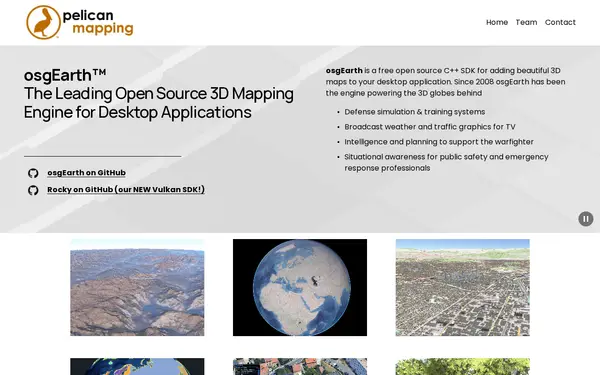 pelican
mapping
Home Team Contact
osgEarth™
The Leading Open Source 3D Mapping
Engine for Desktop Applications
osgEarth on GitHub
Rocky on GitHub (our NEW Vulkan SDK!)
osgEarth is a free open source C++ SDK for adding beautiful 3D
maps to your desktop application. Since 2008 osgEarth has been
the engine powering the 3D globes behind
• Defense simulation & training systems
• Broadcast weather and traffic graphics for TV
• Intelligence and planning to support the warfighter
• Situational awareness for public safety and emergency
response professionals